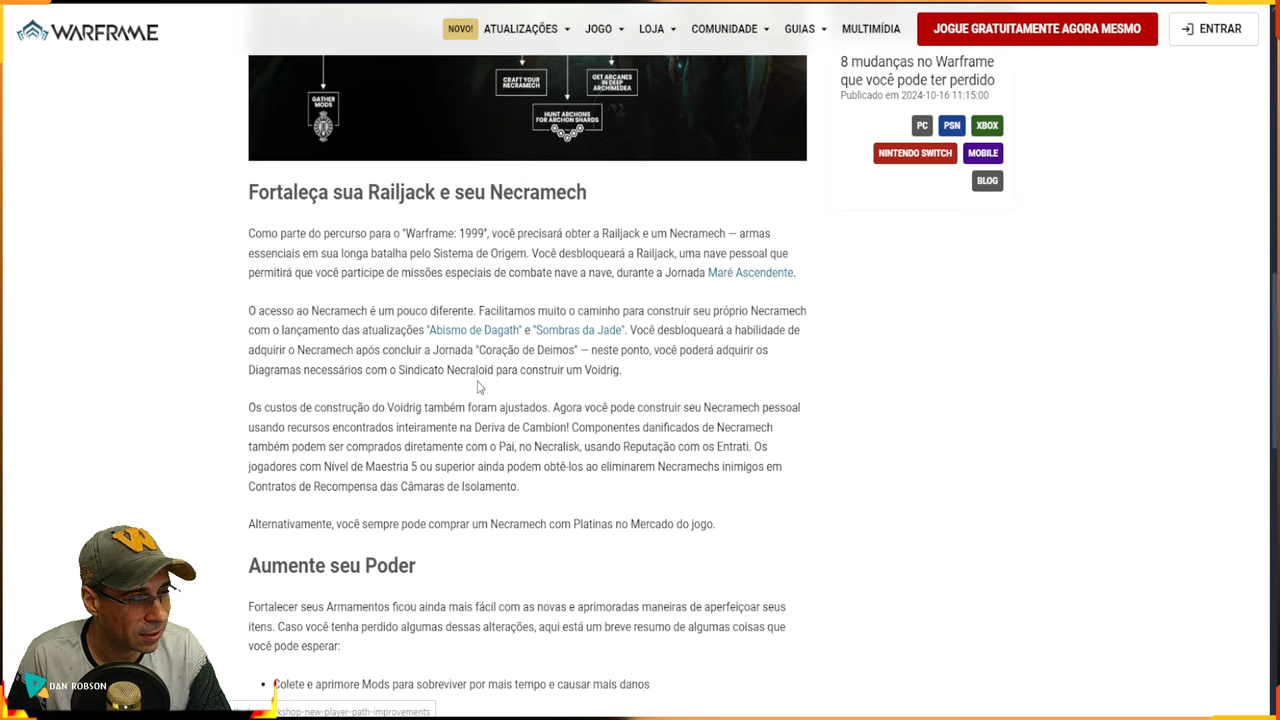 WARFRAME
NOVO! ATUALIZAÇÕES JOGO LOJA COMUNIDADE GUIAS MULTIMÍDIA JOGUE GRATUITAMENTE AGORA MESMO ENTRAR
GATHER
MODS
CRAFT YOUR
NECRAMECH
GET ARCANES
IN DEEP
ARCHIMEDEA
HUNT ARCHONS
FOR ARCHON SHARDS
8 mudanças no Warframe
que você pode ter perdido
Publicado em 2024-10-16 11:15:00
PC PSN XBOX
NINTENDO SWITCH MOBILE
BLOG
Fortaleça sua Railjack e seu Necramech
Como parte do percurso para o "Warframe: 1999", você precisará obter a Railjack e um Necramech — armas
essenciais em sua longa batalha pelo Sistema de Origem. Você desbloqueará a Railjack, uma nave pessoal que
permitirá que você participe de missões especiais de combate nave a nave, durante a Jornada Maré Ascendente.
O acesso ao Necramech é um pouco diferente. Facilitamos muito o caminho para construir seu próprio Necramech
com o lançamento das atualizações "Abismo de Dagath" e "Sombras da Jade". Você desbloqueará a habilidade de
adquirir o Necramech após concluir a Jornada "Coração de Deimos" — neste ponto, você poderá adquirir os
Diagramas necessários com o Sindicato Necraloid para construir um Voidrig.
Os custos de construção do Voidrig também foram ajustados. Agora você pode construir seu Necramech pessoal
usando recursos encontrados inteiramente na Deriva de Cambion! Componentes danificados de Necramech
também podem ser comprados diretamente com o Pai, no Necralisk, usando Reputação com os Entrati. Os
jogadores com Nível de Maestria 5 ou superior ainda podem obtê-los ao eliminarem Necramechs inimigos em
Contratos de Recompensa das Câmaras de Isolamento.
Alternativamente, você sempre pode comprar um Necramech com Platinas no Mercado do jogo.
Aumente seu Poder
Fortalecer seus Armamentos ficou ainda mais fácil com as novas e aprimoradas maneiras de aperfeiçoar seus
itens. Caso você tenha perdido algumas dessas alterações, aqui está um breve resumo de algumas coisas que
você pode esperar:
• Colete e aprimore Mods para sobreviver por mais tempo e causar mais danos
DAN ROBSON
kshop-new-player-path-improvements